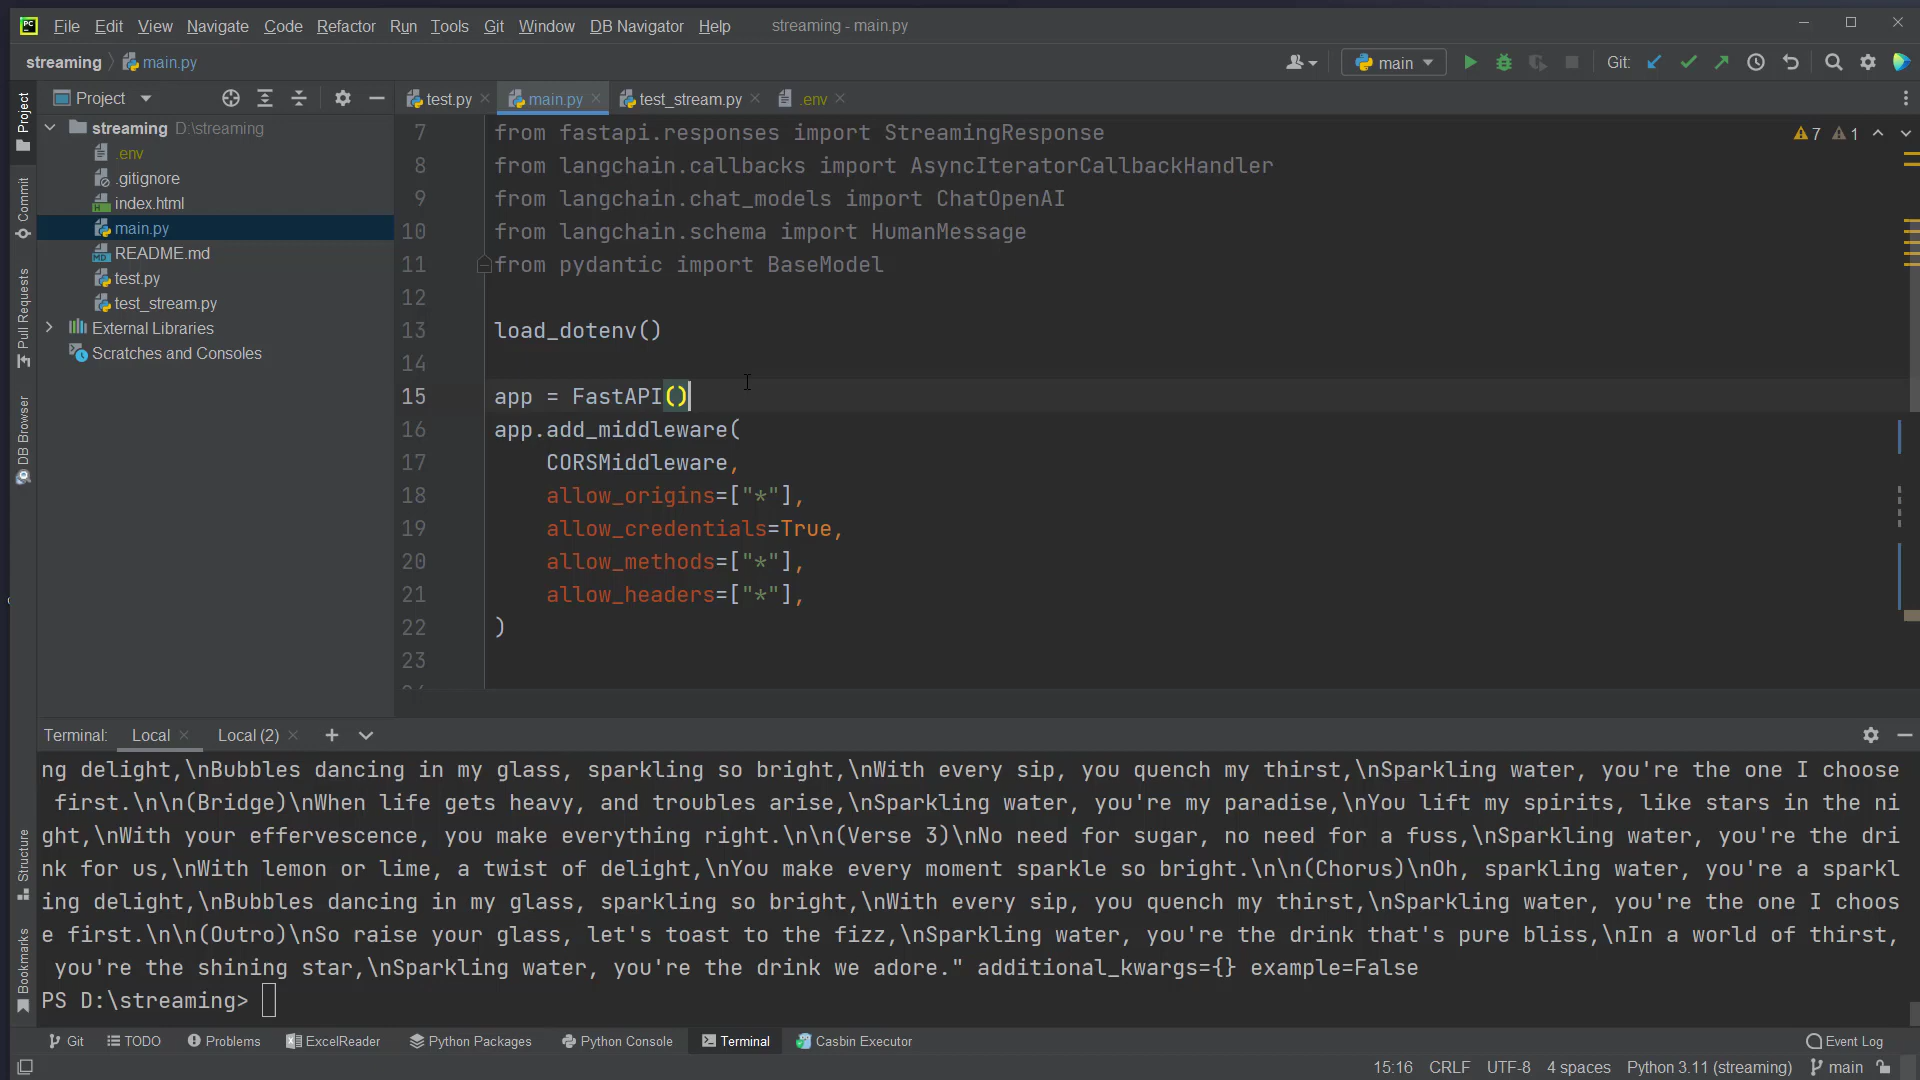 File Edit View Navigate Code Refactor Run Tools Git Window DB Navigator Help streaming - main.py
streaming main.py main Git:
Project test.py main.py test_stream.py .env
streaming D:\streaming
.env
.gitignore
index.html
main.py
README.md
test.py
test_stream.py
External Libraries
Scratches and Consoles
Project
Commit
Pull Requests
DB Browser
Structure
Bookmarks
7 from fastapi.responses import StreamingResponse 7 1
8 from langchain.callbacks import AsyncIteratorCallbackHandler
9 from langchain.chat_models import ChatOpenAI
10 from langchain.schema import HumanMessage
11 from pydantic import BaseModel
12
13 load_dotenv()
14
15 app = FastAPI()
16 app.add_middleware(
17 CORSMiddleware,
18 allow_origins=["*"],
19 allow_credentials=True,
20 allow_methods=["*"],
21 allow_headers=["*"],
22 )
23
Terminal: Local Local (2)
ng delight,\nBubbles dancing in my glass, sparkling so bright,\nWith every sip, you quench my thirst,\nSparkling water, you're the one I choose
first.\n\n(Bridge)\nWhen life gets heavy, and troubles arise,\nSparkling water, you're my paradise,\nYou lift my spirits, like stars in the ni
ght,\nWith your effervescence, you make everything right.\n\n(Verse 3)\nNo need for sugar, no need for a fuss,\nSparkling water, you're the dri
nk for us,\nWith lemon or lime, a twist of delight,\nYou make every moment sparkle so bright.\n\n(Chorus)\nOh, sparkling water, you're a sparkl
ing delight,\nBubbles dancing in my glass, sparkling so bright,\nWith every sip, you quench my thirst,\nSparkling water, you're the one I choos
e first.\n\n(Outro)\nSo raise your glass, let's toast to the fizz,\nSparkling water, you're the drink that's pure bliss,\nIn a world of thirst,
you're the shining star,\nSparkling water, you're the drink we adore." additional_kwargs={} example=False
PS D:\streaming>
Git TODO Problems ExcelReader Python Packages Python Console Terminal Casbin Executor Event Log
15:16 CRLF UTF-8 4 spaces Python 3.11 (streaming) main